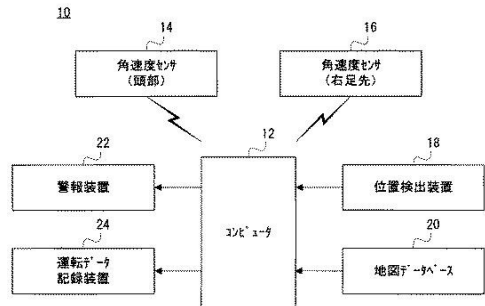 10
14
16
角速度ｾﾝｻ
(頭部)
角速度ｾﾝｻ
(右足先)
12
22
18
警報装置
ｺﾝﾋﾟｭｰﾀ
位置検出装置
24
20
運転ﾃﾞｰﾀ
記録装置
地図ﾃﾞｰﾀﾍﾞｰｽ